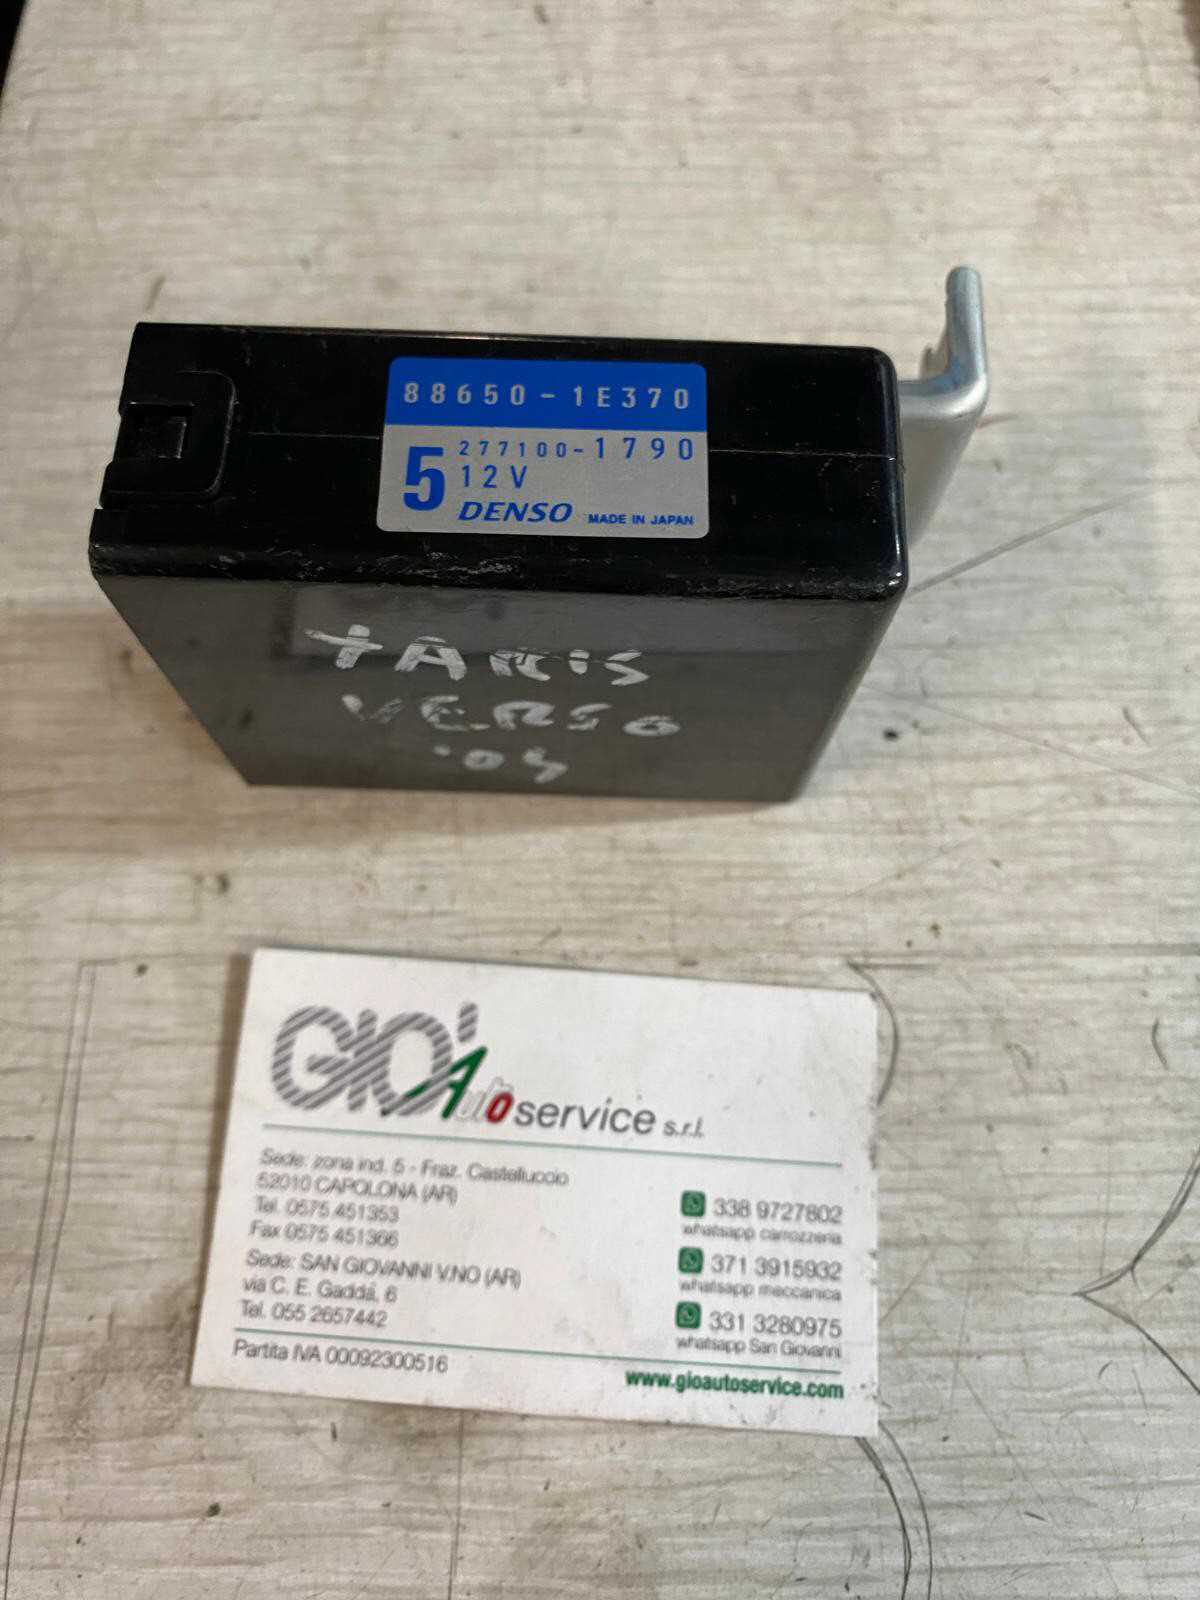 88650-1E370
5 277100-1790
12V
DENSO MADE IN JAPAN
YARIS
VERSO
'04
GIO' Autoservice s.r.l.
Sede: zona ind. 5 - Fraz. Castelluccio
52010 CAPOLONA (AR)
Tel. 0575 451353
Fax 0575 451366
Sede: SAN GIOVANNI V.NO (AR)
via C. E. Gadda, 6
Tel. 055 2657442
338 9727802
whatsapp carrozzeria
371 3915932
whatsapp meccanica
331 3280975
whatsapp San Giovanni
Partita IVA 00092300516
www.gioautoservice.com